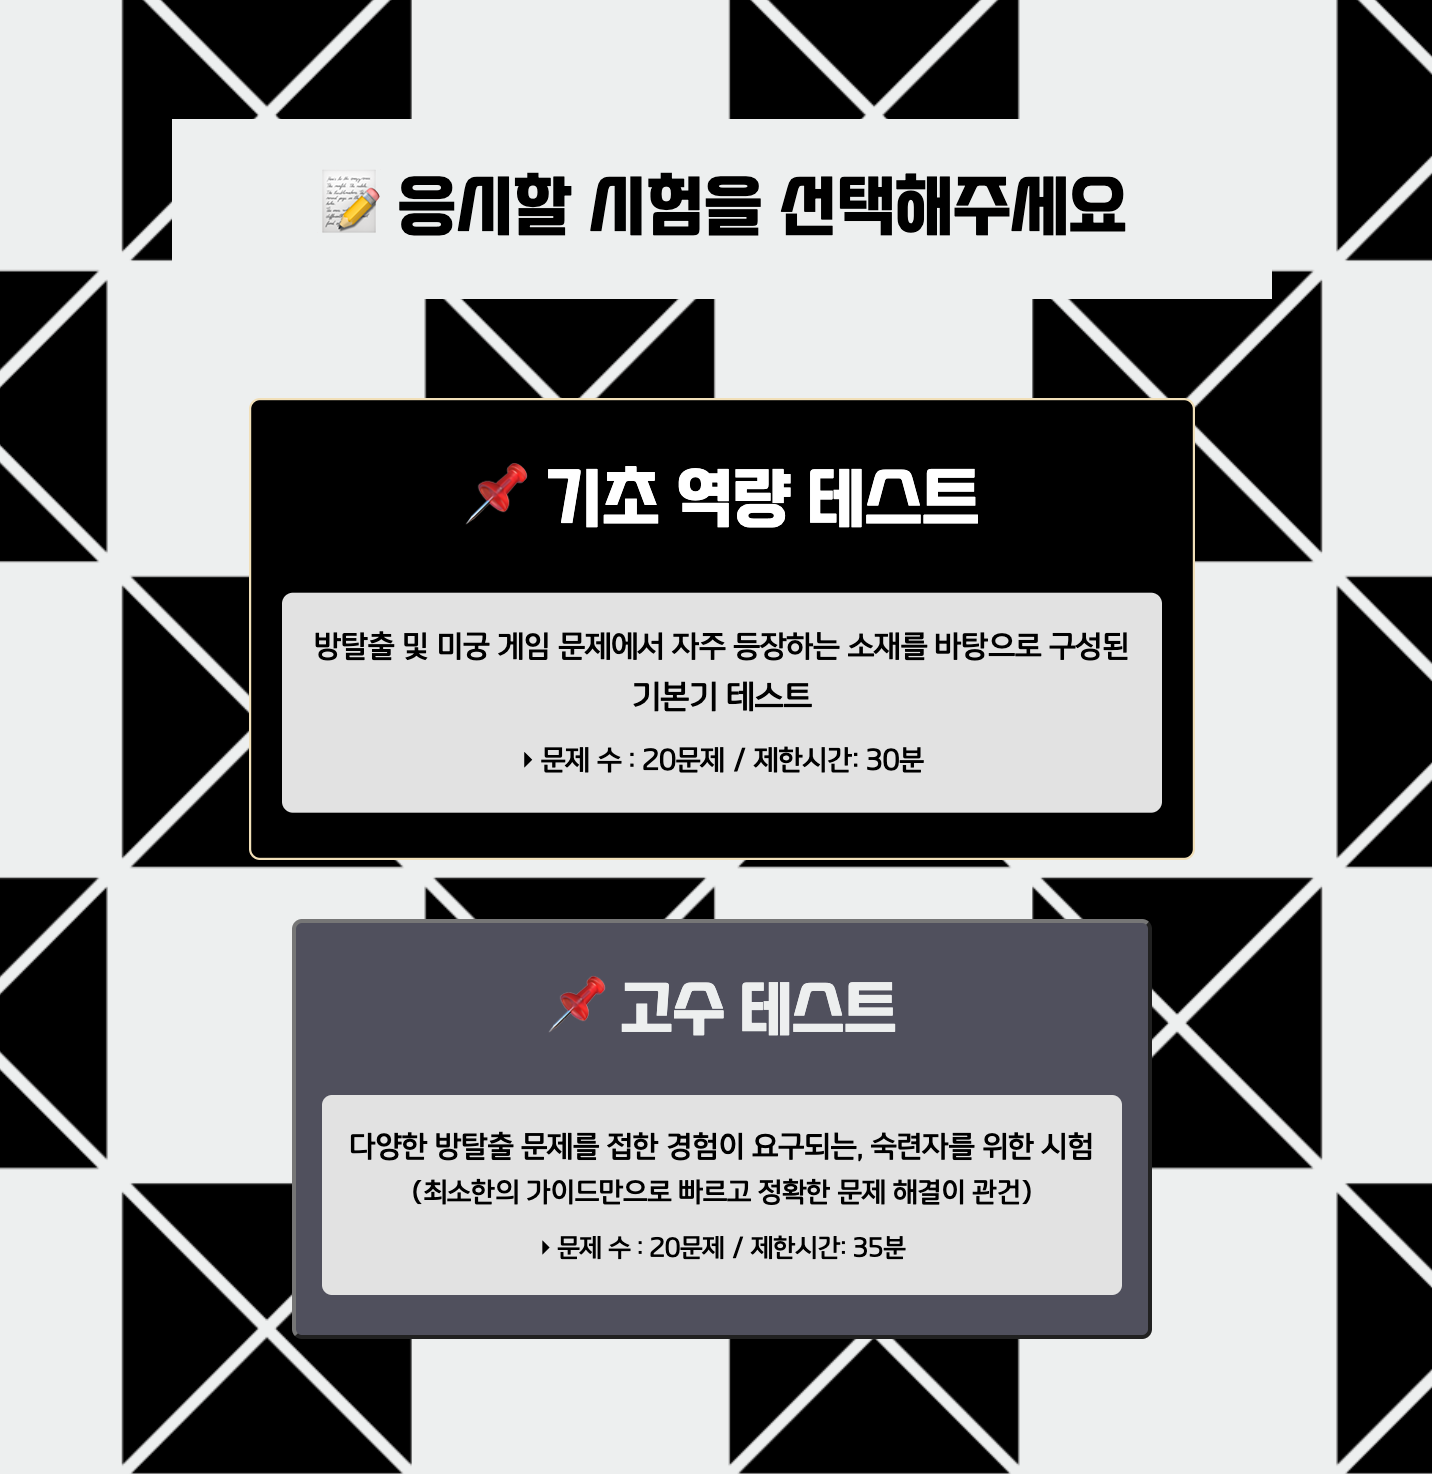 📝 응시할 시험을 선택해주세요
📌 기초 역량 테스트
방탈출 및 미궁 게임 문제에서 자주 등장하는 소재를 바탕으로 구성된
기본기 테스트
▸ 문제 수 : 20문제 / 제한시간: 30분
📌 고수 테스트
다양한 방탈출 문제를 접한 경험이 요구되는, 숙련자를 위한 시험
(최소한의 가이드만으로 빠르고 정확한 문제 해결이 관건)
▸ 문제 수 : 20문제 / 제한시간: 35분